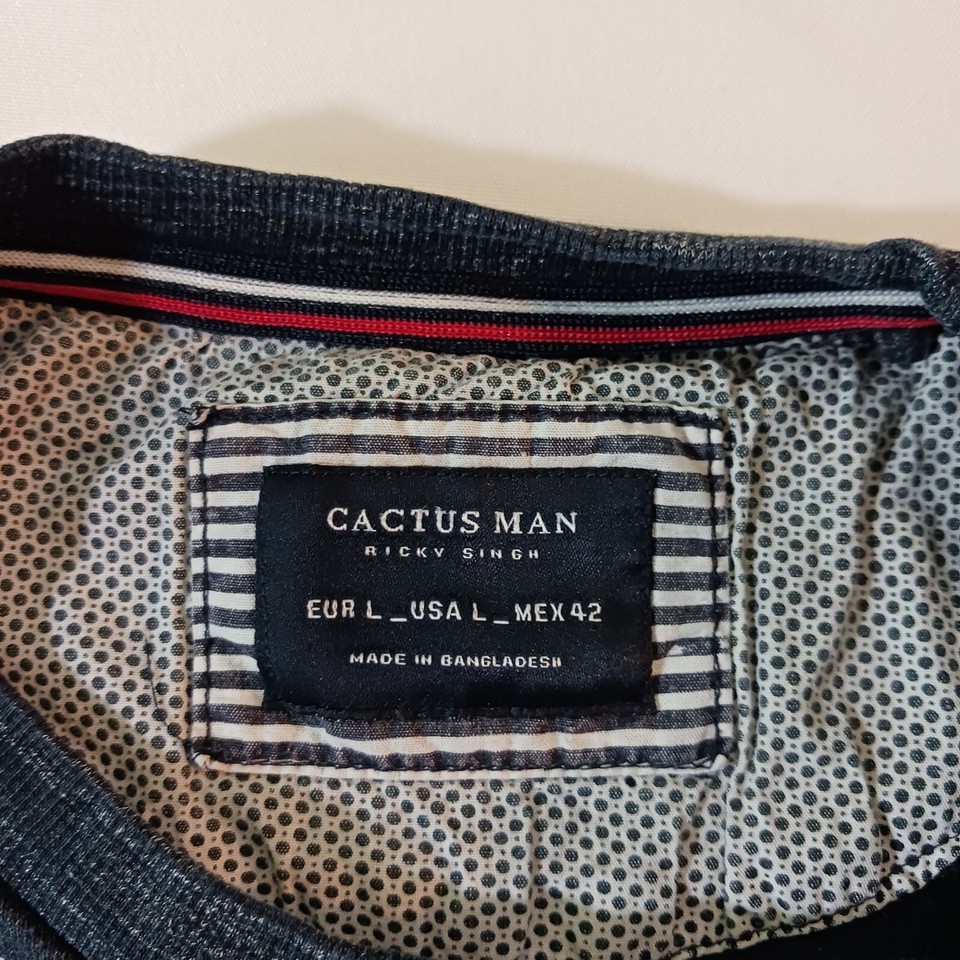 CACTUS MAN
RICKY SINGH
EUR L _ USA L _ MEX 42
MADE IN BANGLADESH